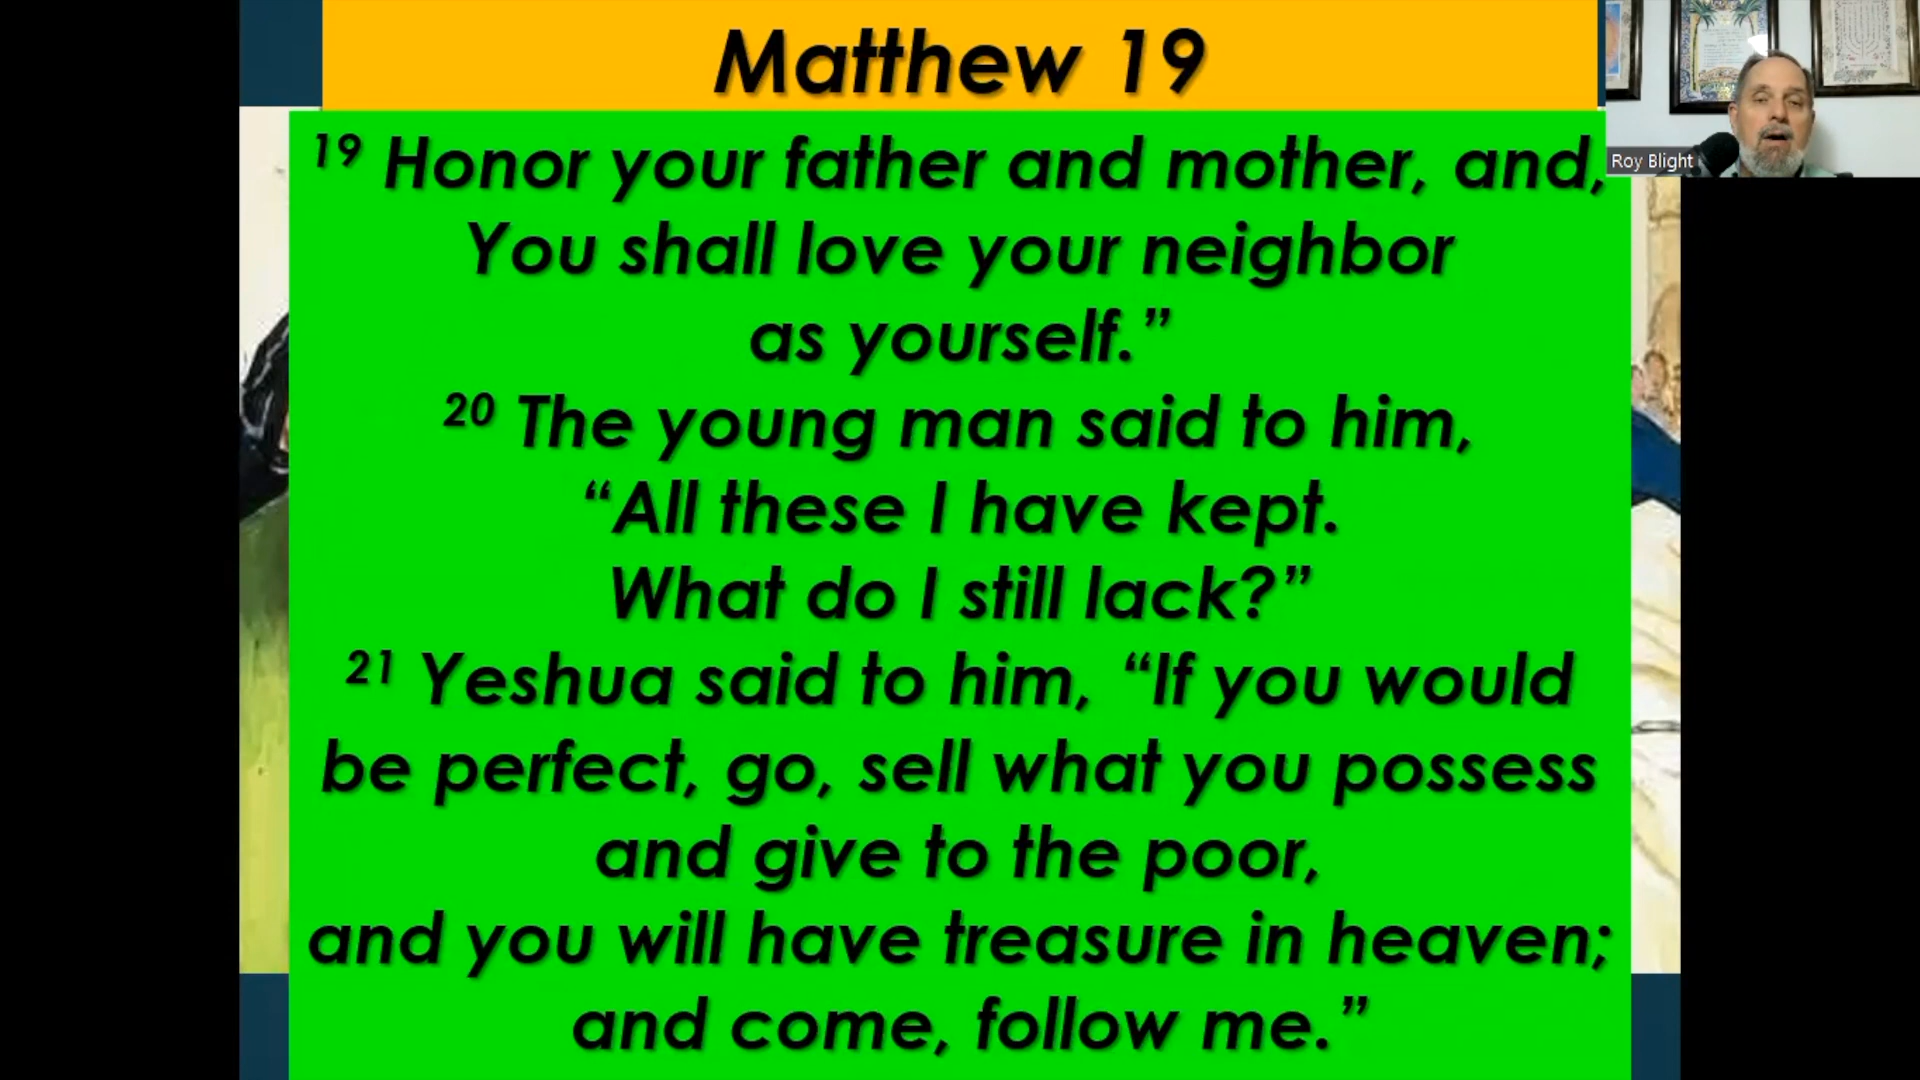 Matthew 19
19 Honor your father and mother, and,
You shall love your neighbor
as yourself.”
20 The young man said to him,
“All these I have kept.
What do I still lack?”
21 Yeshua said to him, “If you would
be perfect, go, sell what you possess
and give to the poor,
and you will have treasure in heaven;
and come, follow me.”
Roy Blight